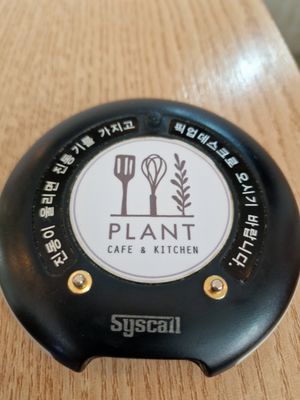 진동이 울리면 진동기를 가지고
픽업데스크로 오시기 바랍니다.
PLANT
CAFE & KITCHEN
Syscall